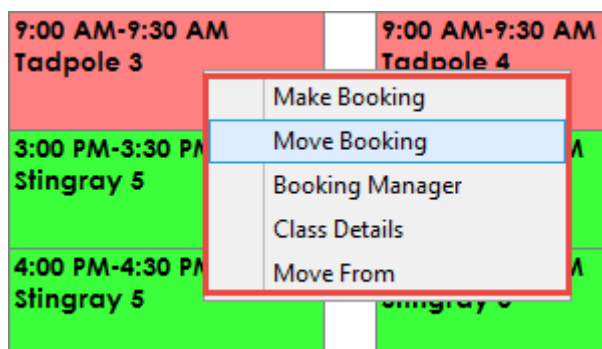 9:00 AM-9:30 AM
Tadpole 3
9:00 AM-9:30 AM
Tadpole 4
Make Booking
Move Booking
Booking Manager
Class Details
Move From
3:00 PM-3:30 PM
Stingray 5
4:00 PM-4:30 PM
Stingray 5